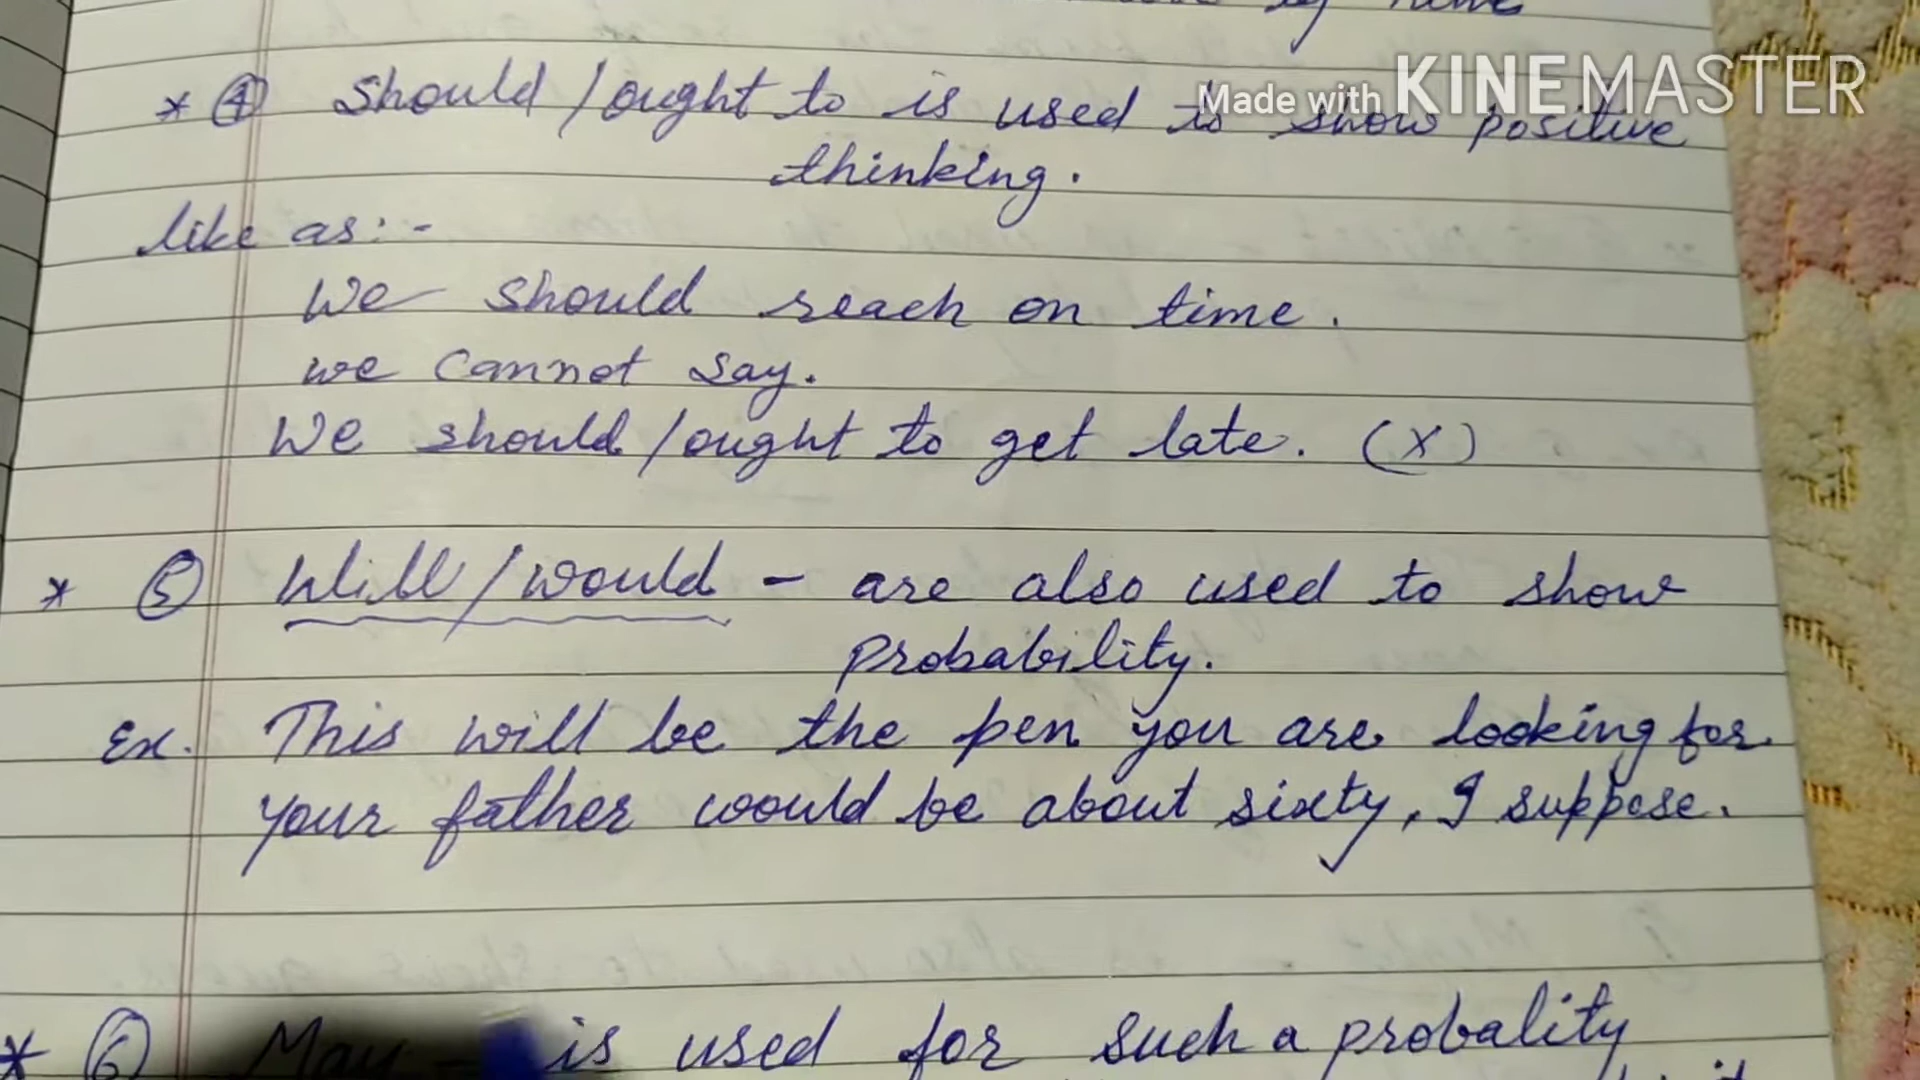 Made with KINEMASTER
* ④ Should / ought to is used to show positive
thinking.
like as:-
We should reach on time.
we cannot say.
We should / ought to get late. (X)
* ⑤ Will / would - are also used to show
probability.
Ex. This will be the pen you are looking for
your father would be about sixty, I suppose.
* ⑥ May - is used for such a probality